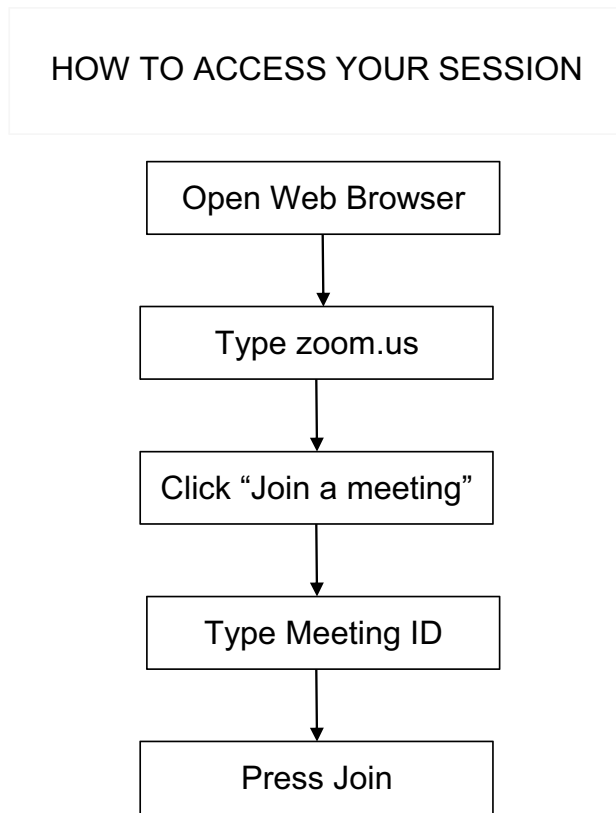 HOW TO ACCESS YOUR SESSION
Open Web Browser
Type zoom.us
Click “Join a meeting”
Type Meeting ID
Press Join